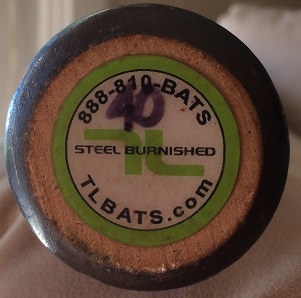 888-810-BATS
40
TL
STEEL BURNISHED
TLBATS.com